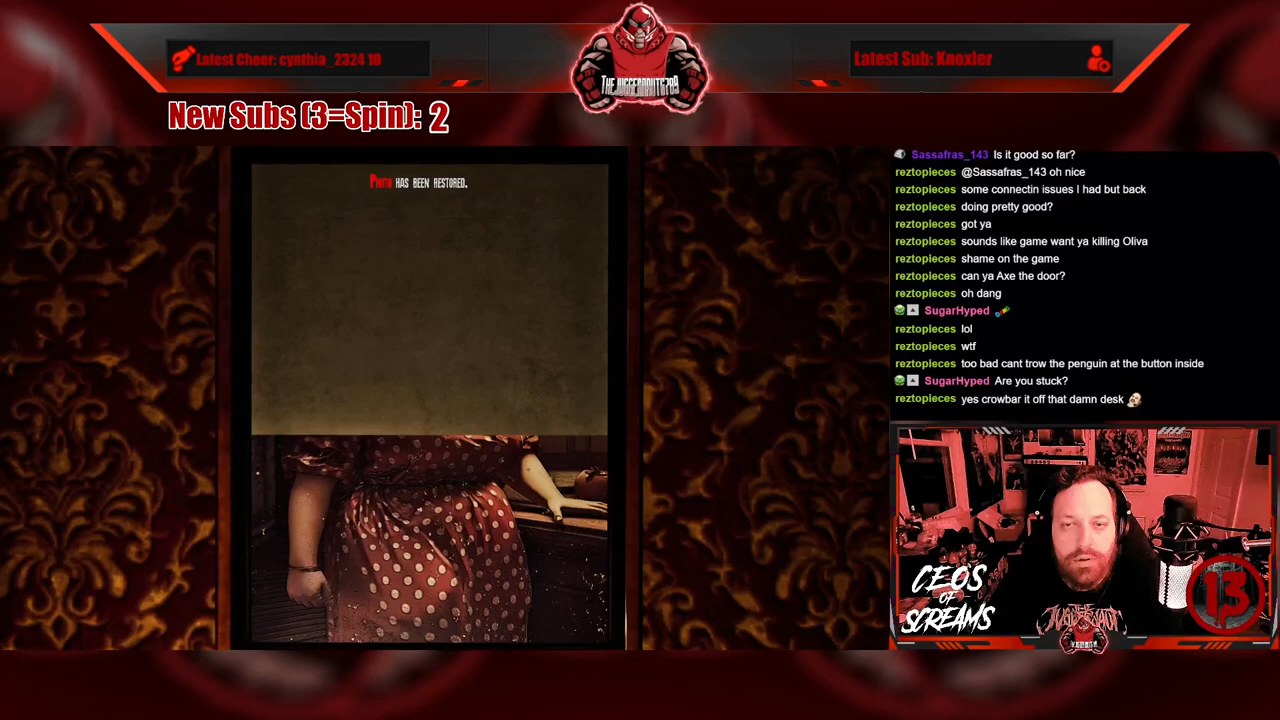 Latest Cheer: cynthia_2324 10
THEJUGGERNAUT6789
Latest Sub: Knoxler
New Subs (3=Spin): 2
PHOTO HAS BEEN RESTORED.
Sassafras_143 Is it good so far?
reztopieces @Sassafras_143 oh nice
reztopieces some connectin issues I had but back
reztopieces doing pretty good?
reztopieces got ya
reztopieces sounds like game want ya killing Oliva
reztopieces shame on the game
reztopieces can ya Axe the door?
reztopieces oh dang
SugarHyped
reztopieces lol
reztopieces wtf
reztopieces too bad cant trow the penguin at the button inside
SugarHyped Are you stuck?
reztopieces yes crowbar it off that damn desk
CEOS
OF
SCREAMS
13